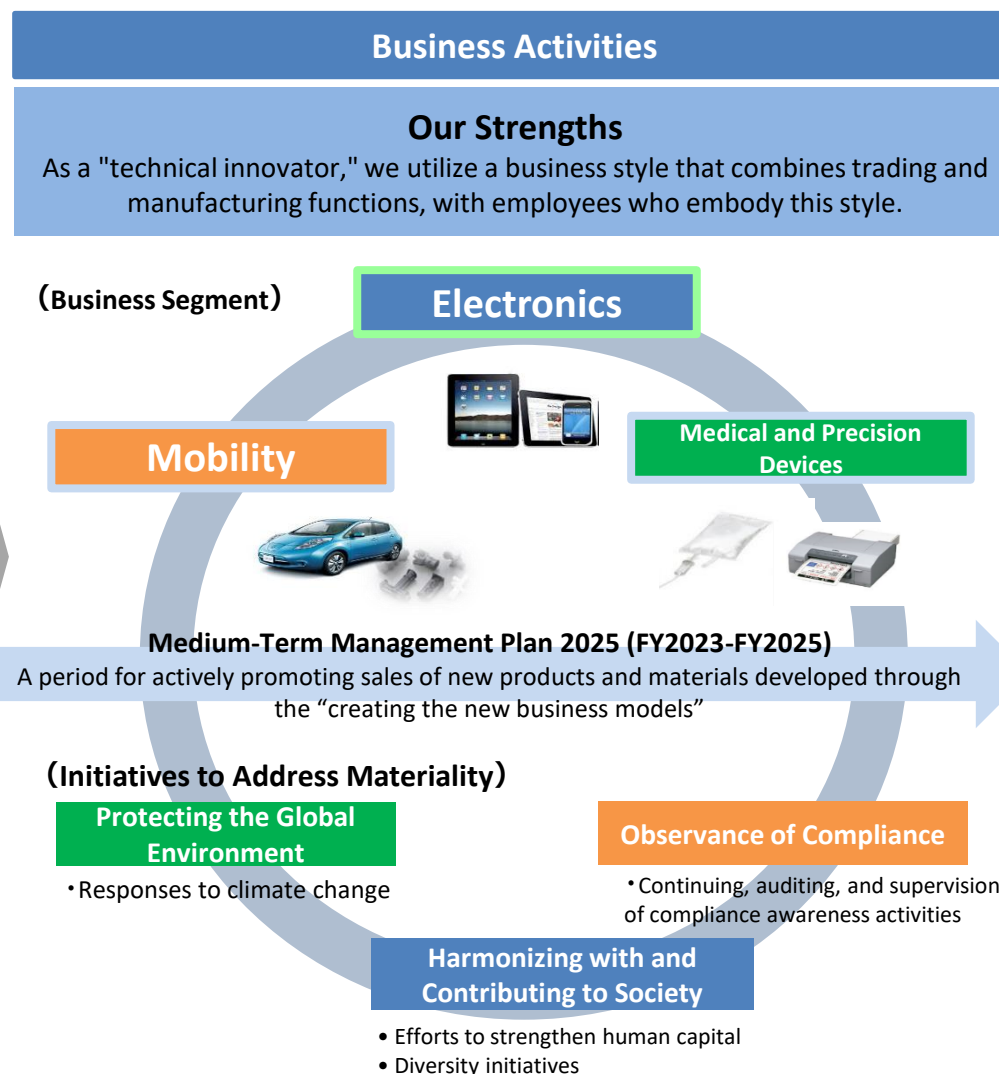 Business Activities
Our Strengths
As a "technical innovator," we utilize a business style that combines trading and
manufacturing functions, with employees who embody this style.
（Business Segment）
Electronics
Mobility
Medical and Precision
Devices
Medium-Term Management Plan 2025 (FY2023-FY2025)
A period for actively promoting sales of new products and materials developed through
the “creating the new business models”
（Initiatives to Address Materiality）
Protecting the Global
Environment
・Responses to climate change
Observance of Compliance
・Continuing, auditing, and supervision
of compliance awareness activities
Harmonizing with and
Contributing to Society
• Efforts to strengthen human capital
• Diversity initiatives